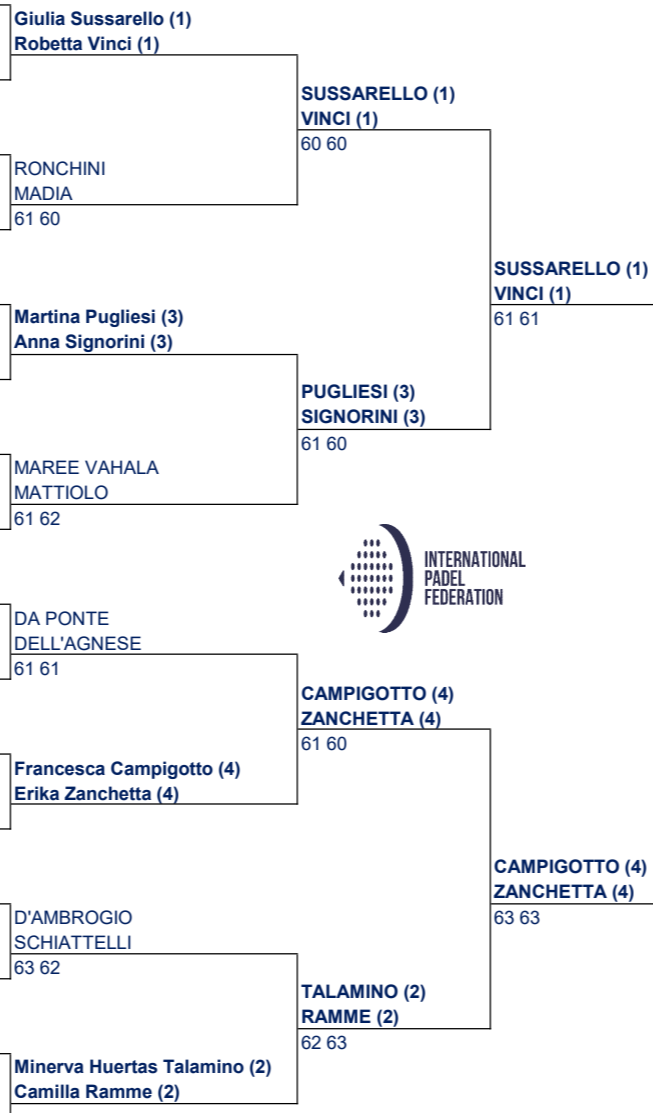 Giulia Sussarello (1)
Robetta Vinci (1)
SUSSARELLO (1)
VINCI (1)
60 60
RONCHINI
MADIA
61 60
SUSSARELLO (1)
VINCI (1)
61 61
Martina Pugliesi (3)
Anna Signorini (3)
PUGLIESI (3)
SIGNORINI (3)
61 60
MAREE VAHALA
MATTIOLO
61 62
INTERNATIONAL
PADEL
FEDERATION
DA PONTE
DELL'AGNESE
61 61
CAMPIGOTTO (4)
ZANCHETTA (4)
61 60
Francesca Campigotto (4)
Erika Zanchetta (4)
CAMPIGOTTO (4)
ZANCHETTA (4)
63 63
D'AMBROGIO
SCHIATTELLI
63 62
TALAMINO (2)
RAMME (2)
62 63
Minerva Huertas Talamino (2)
Camilla Ramme (2)